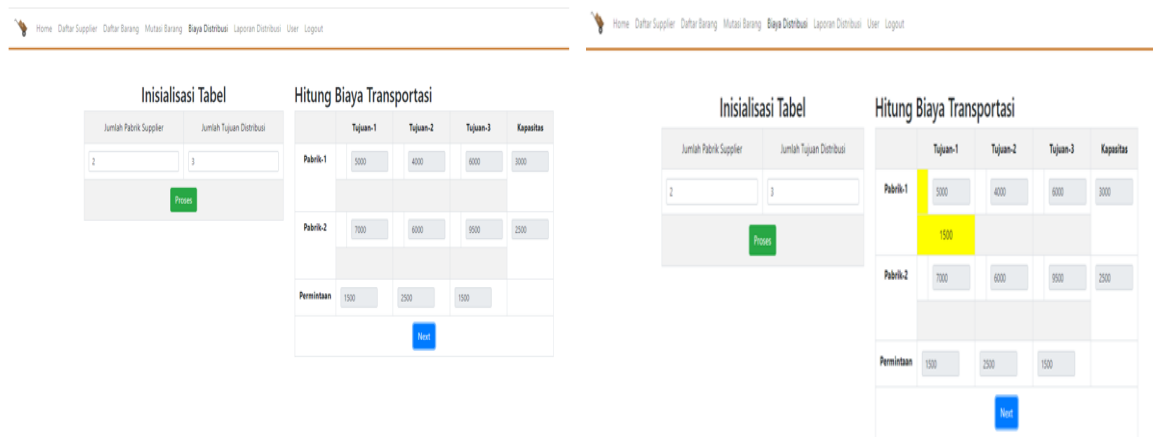 Home Daftar Supplier Daftar Barang Mutasi Barang Biaya Distribusi Laporan Distribusi User Logout
Inisialisasi Tabel
Jumlah Pabrik Supplier Jumlah Tujuan Distribusi
2 3
Proses
Hitung Biaya Transportasi
Tujuan-1 Tujuan-2 Tujuan-3 Kapasitas
Pabrik-1 5000 4000 6000 3000
Pabrik-2 7000 6000 9500 2500
Permintaan 1500 2500 1500
Next
Home Daftar Supplier Daftar Barang Mutasi Barang Biaya Distribusi Laporan Distribusi User Logout
Inisialisasi Tabel
Jumlah Pabrik Supplier Jumlah Tujuan Distribusi
2 3
Proses
Hitung Biaya Transportasi
Tujuan-1 Tujuan-2 Tujuan-3 Kapasitas
Pabrik-1 5000 4000 6000 3000
1500
Pabrik-2 7000 6000 9500 2500
Permintaan 1500 2500 1500
Next